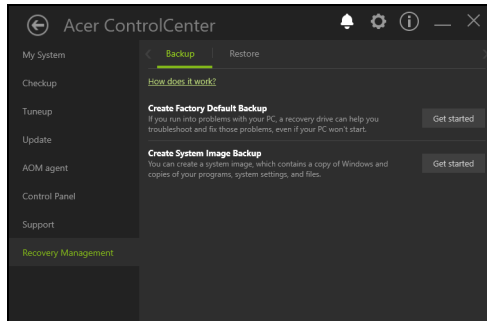 Acer ControlCenter
My System
Checkup
Tuneup
Update
AOM agent
Control Panel
Support
Recovery Management
Backup
Restore
How does it work?
Create Factory Default Backup
If you run into problems with your PC, a recovery drive can help you
troubleshoot and fix those problems, even if your PC won't start.
Get started
Create System Image Backup
You can create a system image, which contains a copy of Windows and
copies of your programs, system settings, and files.
Get started